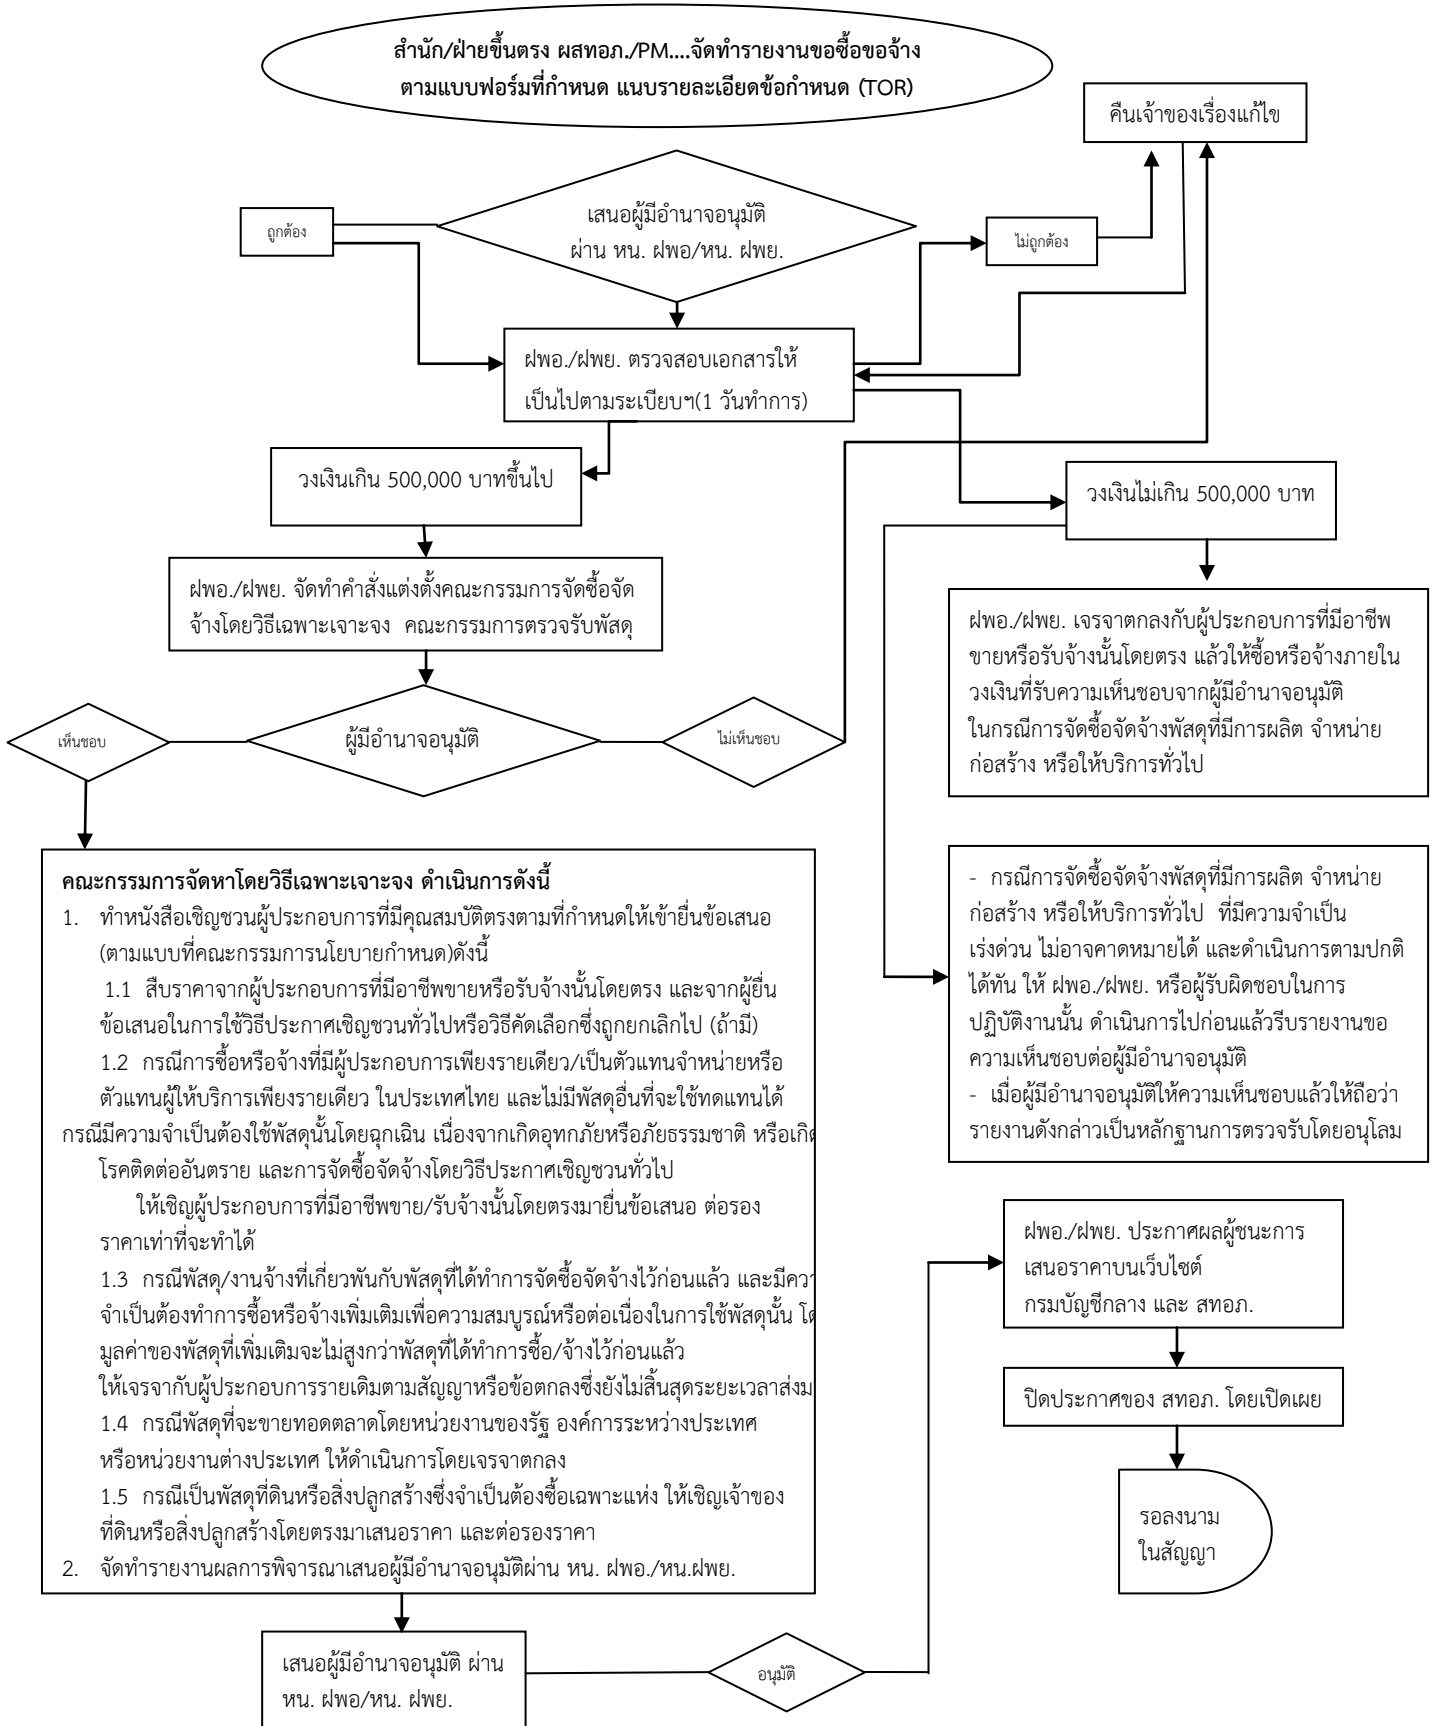 สำนัก/ฝ่ายขึ้นตรง ผสทอภ./PM....จัดทำรายงานขอซื้อขอจ้าง
ตามแบบฟอร์มที่กำหนด แนบรายละเอียดข้อกำหนด (TOR)
คืนเจ้าของเรื่องแก้ไข
เสนอผู้มีอำนาจอนุมัติ
ผ่าน หน. ฝพอ/หน. ฝพย.
ถูกต้อง
ไม่ถูกต้อง
ฝพอ./ฝพย. ตรวจสอบเอกสารให้
เป็นไปตามระเบียบฯ(1 วันทำการ)
วงเงินเกิน 500,000 บาทขึ้นไป
วงเงินไม่เกิน 500,000 บาท
ฝพอ./ฝพย. จัดทำคำสั่งแต่งตั้งคณะกรรมการจัดซื้อจัด
จ้างโดยวิธีเฉพาะเจาะจง คณะกรรมการตรวจรับพัสดุ
ฝพอ./ฝพย. เจรจาตกลงกับผู้ประกอบการที่มีอาชีพ
ขายหรือรับจ้างนั้นโดยตรง แล้วให้ซื้อหรือจ้างภายใน
วงเงินที่รับความเห็นชอบจากผู้มีอำนาจอนุมัติ
ในกรณีการจัดซื้อจัดจ้างพัสดุที่มีการผลิต จำหน่าย
ก่อสร้าง หรือให้บริการทั่วไป
เห็นชอบ
ผู้มีอำนาจอนุมัติ
ไม่เห็นชอบ
คณะกรรมการจัดหาโดยวิธีเฉพาะเจาะจง ดำเนินการดังนี้
1. ทำหนังสือเชิญชวนผู้ประกอบการที่มีคุณสมบัติตรงตามที่กำหนดให้เข้ายื่นข้อเสนอ
(ตามแบบที่คณะกรรมการนโยบายกำหนด)ดังนี้
1.1 สืบราคาจากผู้ประกอบการที่มีอาชีพขายหรือรับจ้างนั้นโดยตรง และจากผู้ยื่น
ข้อเสนอในการใช้วิธีประกาศเชิญชวนทั่วไปหรือวิธีคัดเลือกซึ่งถูกยกเลิกไป (ถ้ามี)
1.2 กรณีการซื้อหรือจ้างที่มีผู้ประกอบการเพียงรายเดียว/เป็นตัวแทนจำหน่ายหรือ
ตัวแทนผู้ให้บริการเพียงรายเดียว ในประเทศไทย และไม่มีพัสดุอื่นที่จะใช้ทดแทนได้
กรณีมีความจำเป็นต้องใช้พัสดุนั้นโดยฉุกเฉิน เนื่องจากเกิดอุทกภัยหรือภัยธรรมชาติ หรือเกิด
โรคติดต่ออันตราย และการจัดซื้อจัดจ้างโดยวิธีประกาศเชิญชวนทั่วไป
ให้เชิญผู้ประกอบการที่มีอาชีพขาย/รับจ้างนั้นโดยตรงมายื่นข้อเสนอ ต่อรอง
ราคาเท่าที่จะทำได้
1.3 กรณีพัสดุ/งานจ้างที่เกี่ยวพันกับพัสดุที่ได้ทำการจัดซื้อจัดจ้างไว้ก่อนแล้ว และมีควา
จำเป็นต้องทำการซื้อหรือจ้างเพิ่มเติมเพื่อความสมบูรณ์หรือต่อเนื่องในการใช้พัสดุนั้น โด
มูลค่าของพัสดุที่เพิ่มเติมจะไม่สูงกว่าพัสดุที่ได้ทำการซื้อ/จ้างไว้ก่อนแล้ว
ให้เจรจากับผู้ประกอบการรายเดิมตามสัญญาหรือข้อตกลงซึ่งยังไม่สิ้นสุดระยะเวลาส่งม
1.4 กรณีพัสดุที่จะขายทอดตลาดโดยหน่วยงานของรัฐ องค์การระหว่างประเทศ
หรือหน่วยงานต่างประเทศ ให้ดำเนินการโดยเจรจาตกลง
1.5 กรณีเป็นพัสดุที่ดินหรือสิ่งปลูกสร้างซึ่งจำเป็นต้องซื้อเฉพาะแห่ง ให้เชิญเจ้าของ
ที่ดินหรือสิ่งปลูกสร้างโดยตรงมาเสนอราคา และต่อรองราคา
2. จัดทำรายงานผลการพิจารณาเสนอผู้มีอำนาจอนุมัติผ่าน หน. ฝพอ./หน.ฝพย.
- กรณีการจัดซื้อจัดจ้างพัสดุที่มีการผลิต จำหน่าย
ก่อสร้าง หรือให้บริการทั่วไป ที่มีความจำเป็น
เร่งด่วน ไม่อาจคาดหมายได้ และดำเนินการตามปกติ
ได้ทัน ให้ ฝพอ./ฝพย. หรือผู้รับผิดชอบในการ
ปฏิบัติงานนั้น ดำเนินการไปก่อนแล้วรีบรายงานขอ
ความเห็นชอบต่อผู้มีอำนาจอนุมัติ
- เมื่อผู้มีอำนาจอนุมัติให้ความเห็นชอบแล้วให้ถือว่า
รายงานดังกล่าวเป็นหลักฐานการตรวจรับโดยอนุโลม
ฝพอ./ฝพย. ประกาศผลผู้ชนะการ
เสนอราคาบนเว็บไซต์
กรมบัญชีกลาง และ สทอภ.
ปิดประกาศของ สทอภ. โดยเปิดเผย
รอลงนาม
ในสัญญา
เสนอผู้มีอำนาจอนุมัติ ผ่าน
หน. ฝพอ/หน. ฝพย.
อนุมัติ